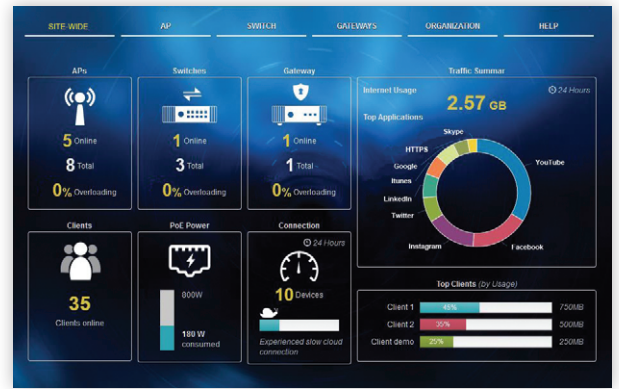 SITE-WIDE AP SWITCH GATEWAYS ORGANIZATION HELP
APs
5 Online
8 Total
0% Overloading
Switches
1 Online
3 Total
0% Overloading
Gateway
1 Online
1 Total
0% Overloading
Traffic Summar
Internet Usage
24 Hours
2.57 GB
Top Applications
Skype
HTTPS
Google
Itunes
LinkedIn
Twitter
Instagram
Facebook
YouTube
Clients
35
Clients online
PoE Power
800W
180 W
consumed
Connection
24 Hours
10 Devices
Experienced slow cloud
connection
Top Clients (by Usage)
Client 1 45% 750MB
Client 2 35% 500MB
Client demo 25% 250MB